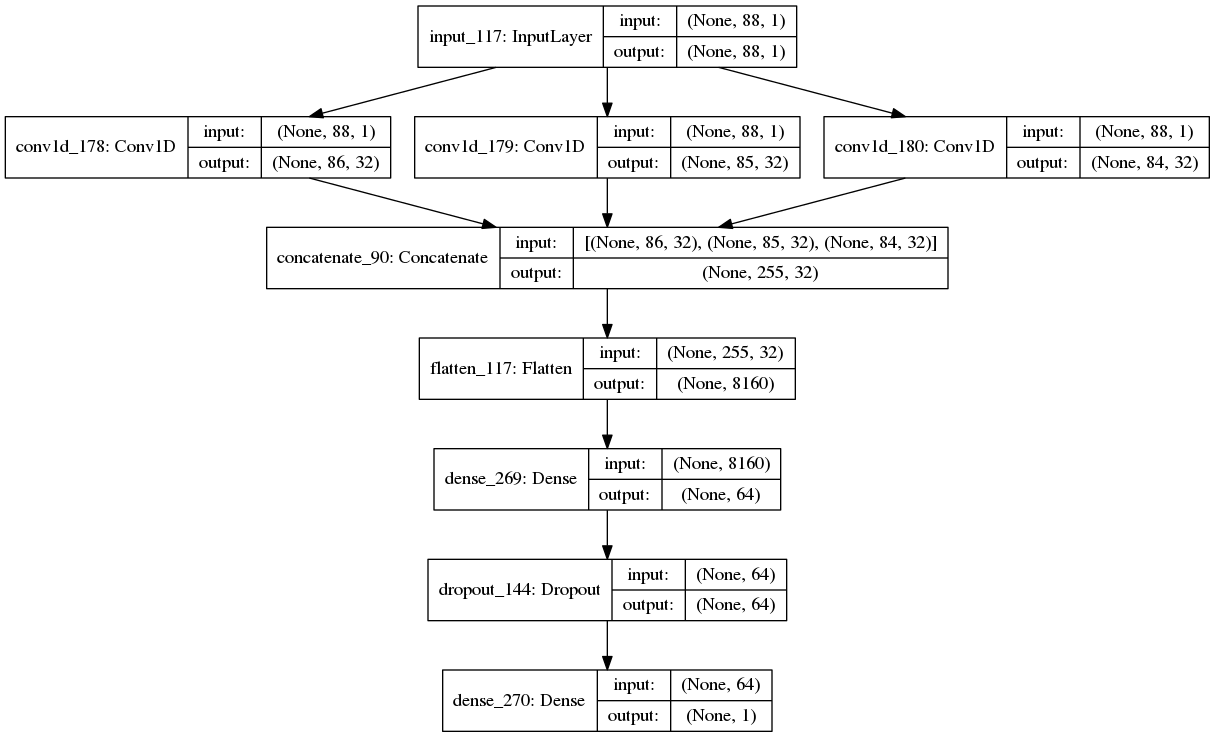 input_117: InputLayer
input: (None, 88, 1)
output: (None, 88, 1)
conv1d_178: Conv1D
input: (None, 88, 1)
output: (None, 86, 32)
conv1d_179: Conv1D
input: (None, 88, 1)
output: (None, 85, 32)
conv1d_180: Conv1D
input: (None, 88, 1)
output: (None, 84, 32)
concatenate_90: Concatenate
input: [(None, 86, 32), (None, 85, 32), (None, 84, 32)]
output: (None, 255, 32)
flatten_117: Flatten
input: (None, 255, 32)
output: (None, 8160)
dense_269: Dense
input: (None, 8160)
output: (None, 64)
dropout_144: Dropout
input: (None, 64)
output: (None, 64)
dense_270: Dense
input: (None, 64)
output: (None, 1)